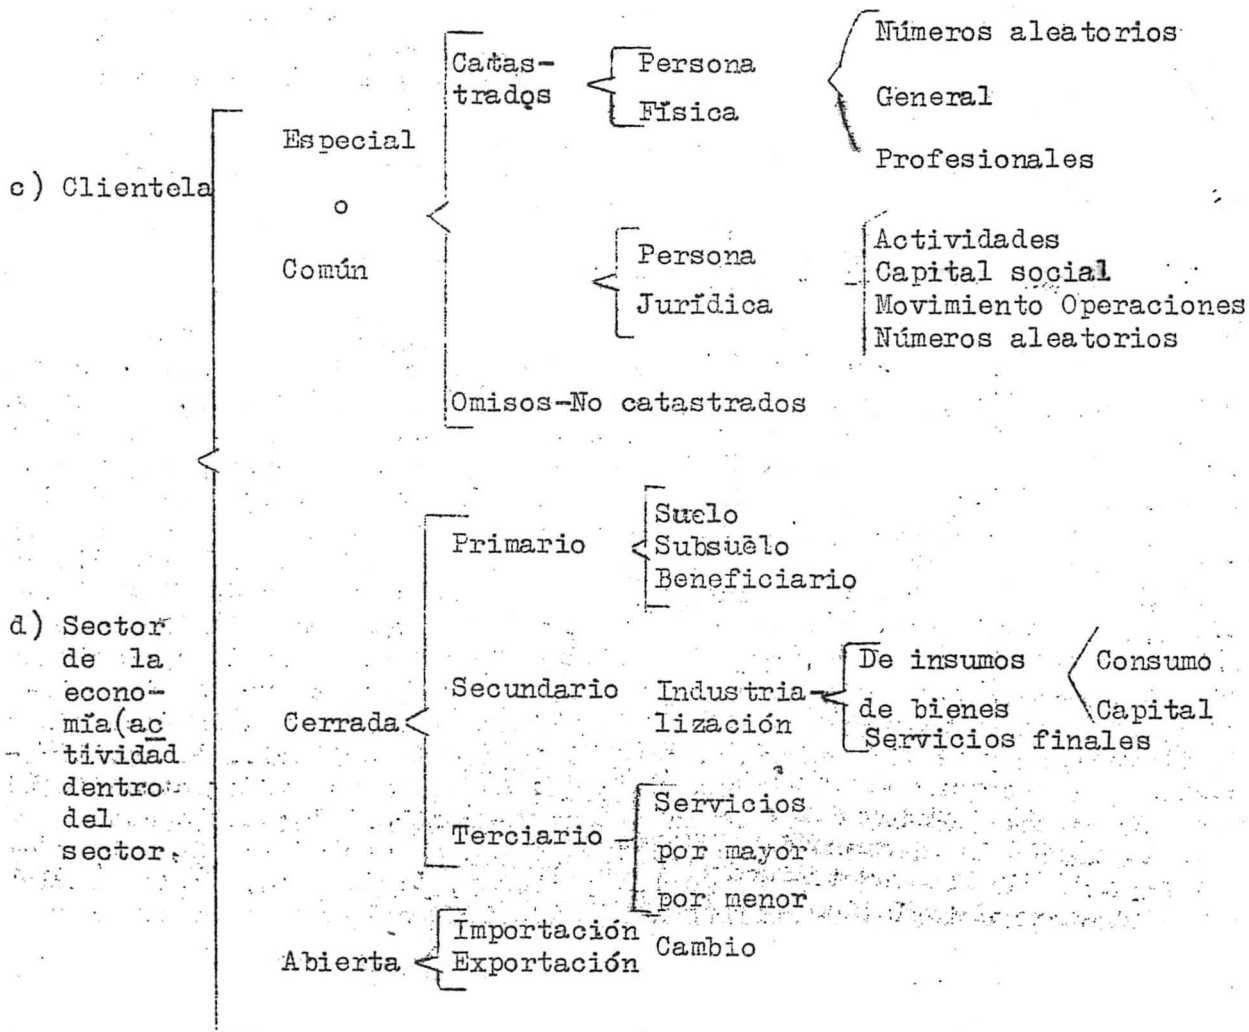 c) Clientela
Especial
o
Común
Catas-
trados
Persona
Física
Números aleatorios
General
Profesionales
Persona
Jurídica
Actividades
Capital social
Movimiento Operaciones
Números aleatorios
Omisos-No catastrados
d) Sector
de la
econo-
mía(ac
tividad
dentro
del
sector.
Cerrada
Primario
Suelo
Subsuelo
Beneficiario
Secundario
Industria-
lización
De insumos
de bienes
Servicios finales
Consumo
Capital
Terciario
Servicios
por mayor
por menor
Abierta
Importación
Exportación
Cambio